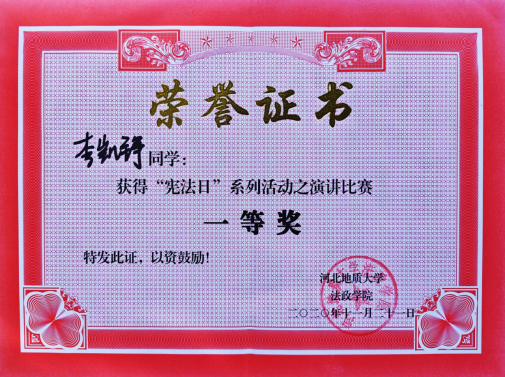 荣誉证书
李凯铮同学：
获得“宪法日”系列活动之演讲比赛
一等奖
特发此证，以资鼓励！
河北地质大学
法政学院
二〇二〇年十一月二十一日